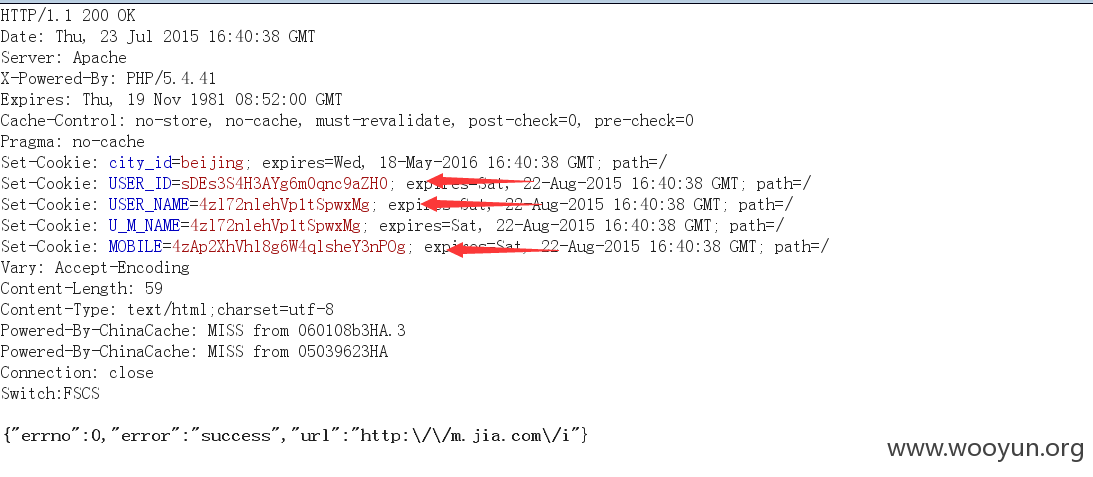 HTTP/1.1 200 OK
Date: Thu, 23 Jul 2015 16:40:38 GMT
Server: Apache
X-Powered-By: PHP/5.4.41
Expires: Thu, 19 Nov 1981 08:52:00 GMT
Cache-Control: no-store, no-cache, must-revalidate, post-check=0, pre-check=0
Pragma: no-cache
Set-Cookie: city_id=beijing; expires=Wed, 18-May-2016 16:40:38 GMT; path=/
Set-Cookie: USER_ID=sDEs3S4H3AYg6m0qnc9aZH0; expires=Sat, 22-Aug-2015 16:40:38 GMT; path=/
Set-Cookie: USER_NAME=4zl72nlehVp1tSpwxMg; expires=Sat, 22-Aug-2015 16:40:38 GMT; path=/
Set-Cookie: U_M_NAME=4zl72nlehVp1tSpwxMg; expires=Sat, 22-Aug-2015 16:40:38 GMT; path=/
Set-Cookie: MOBILE=4zAp2XhVhl8g6W4qlsheY3nPOg; expires=Sat, 22-Aug-2015 16:40:38 GMT; path=/
Vary: Accept-Encoding
Content-Length: 59
Content-Type: text/html;charset=utf-8
Powered-By-ChinaCache: MISS from 060108b3HA.3
Powered-By-ChinaCache: MISS from 05039623HA
Connection: close
Switch:FSCS
{"errno":0,"error":"success","url":"http:\/\/m.jia.com\/i"}
www.wooyun.org